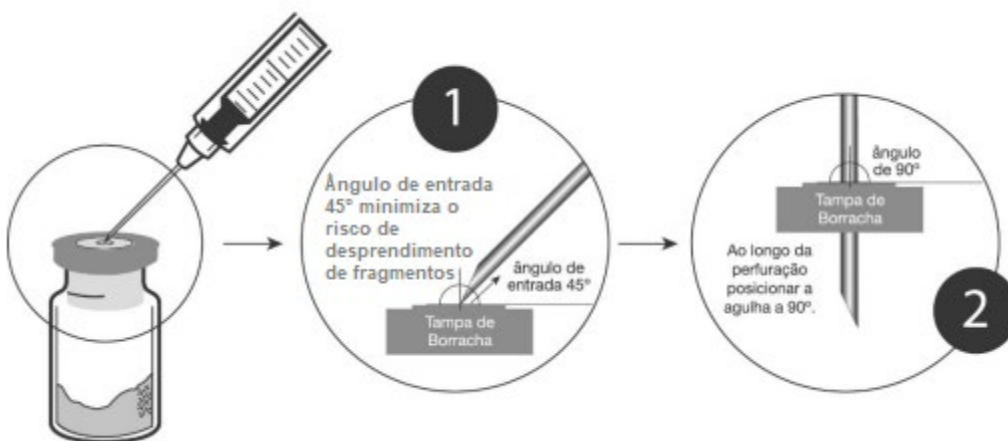 1
Ângulo de entrada
45° minimiza o
risco de
desprendimento
de fragmentos
ângulo de
entrada 45°
Tampa de
Borracha
ângulo
de 90°
Tampa de
Borracha
Ao longo da
perfuração
posicionar a
agulha a 90°.
2